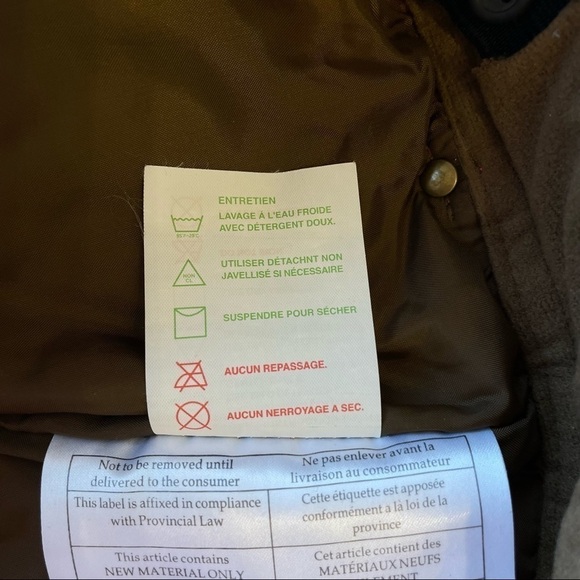 ENTRETIEN
LAVAGE À L'EAU FROIDE
AVEC DÉTERGENT DOUX.
UTILISER DÉTACHNT NON
JAVELLISÉ SI NÉCESSAIRE
NON
CL
SUSPENDRE POUR SÉCHER
AUCUN REPASSAGE.
AUCUN NERROYAGE A SEC.
Not to be removed until
delivered to the consumer
Ne pas enlever avant la
livraison au consommateur
This label is affixed in compliance
with Provincial Law
Cette étiquette est apposée
conformément a la loi de la
province
This article contains
NEW MATERIAL ONLY
Cet article contient des
MATÉRIAUX NEUFS